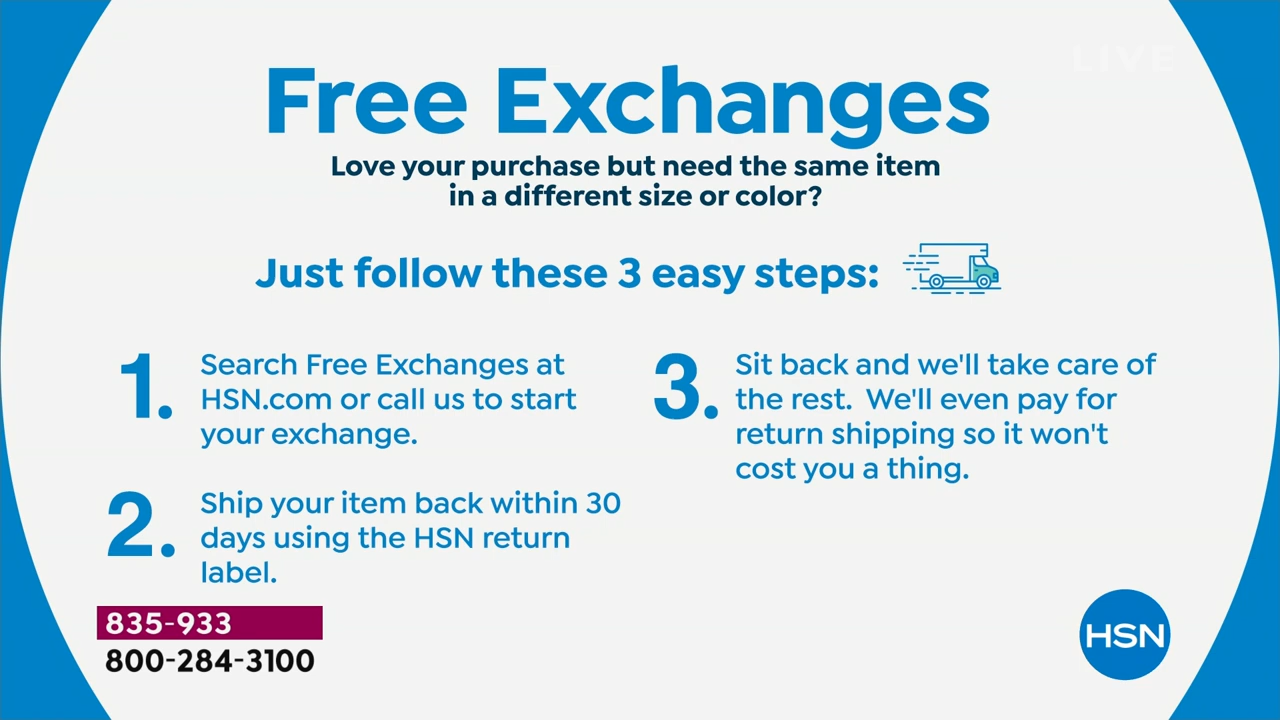 LIVE
Free Exchanges
Love your purchase but need the same item
in a different size or color?
Just follow these 3 easy steps:
1. Search Free Exchanges at
HSN.com or call us to start
your exchange.
2. Ship your item back within 30
days using the HSN return
label.
3. Sit back and we'll take care of
the rest. We'll even pay for
return shipping so it won't
cost you a thing.
835-933
800-284-3100
HSN